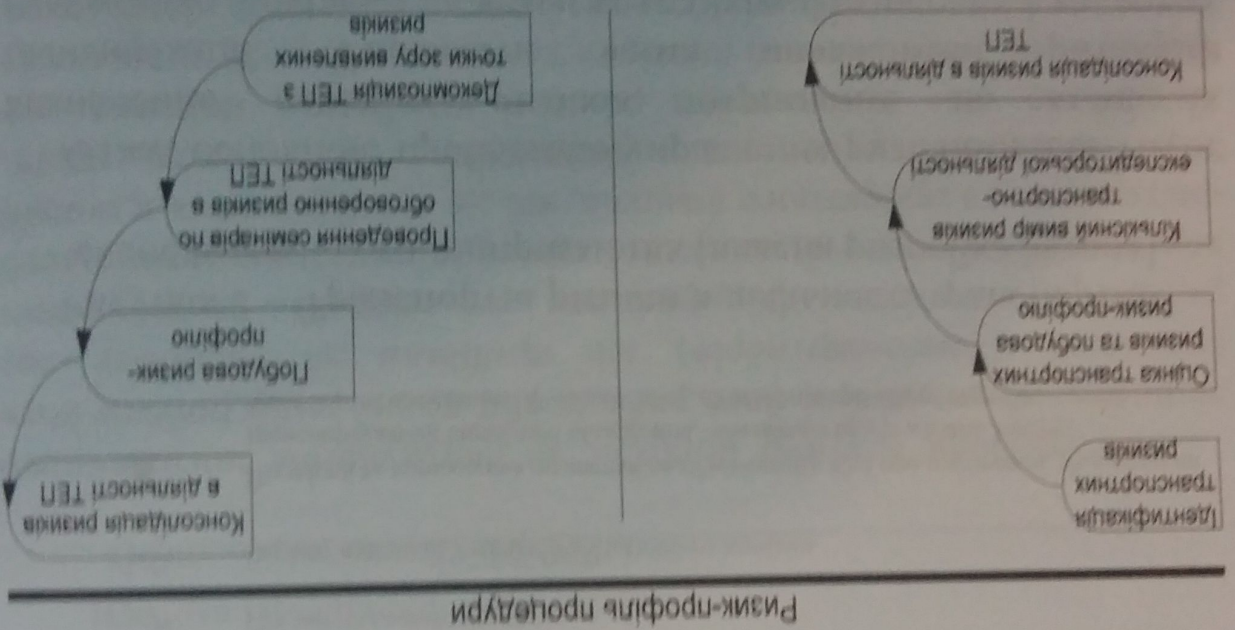 Ризик-профіль процедури
Ідентифікація
транспортних
ризиків
Оцінка транспортних
ризиків та побудова
ризик-профілю
Кількісний вимір ризиків
транспортно-
експедиторської діяльності
Консолідація ризиків в діяльності
ТЕП
Консолідація ризиків
в діяльності ТЕП
Побудова ризик-
профілю
Проведення семінарів по
обговоренню ризиків в
діяльності ТЕП
Декомпозиція ТЕП з
точки зору виявлених
ризиків